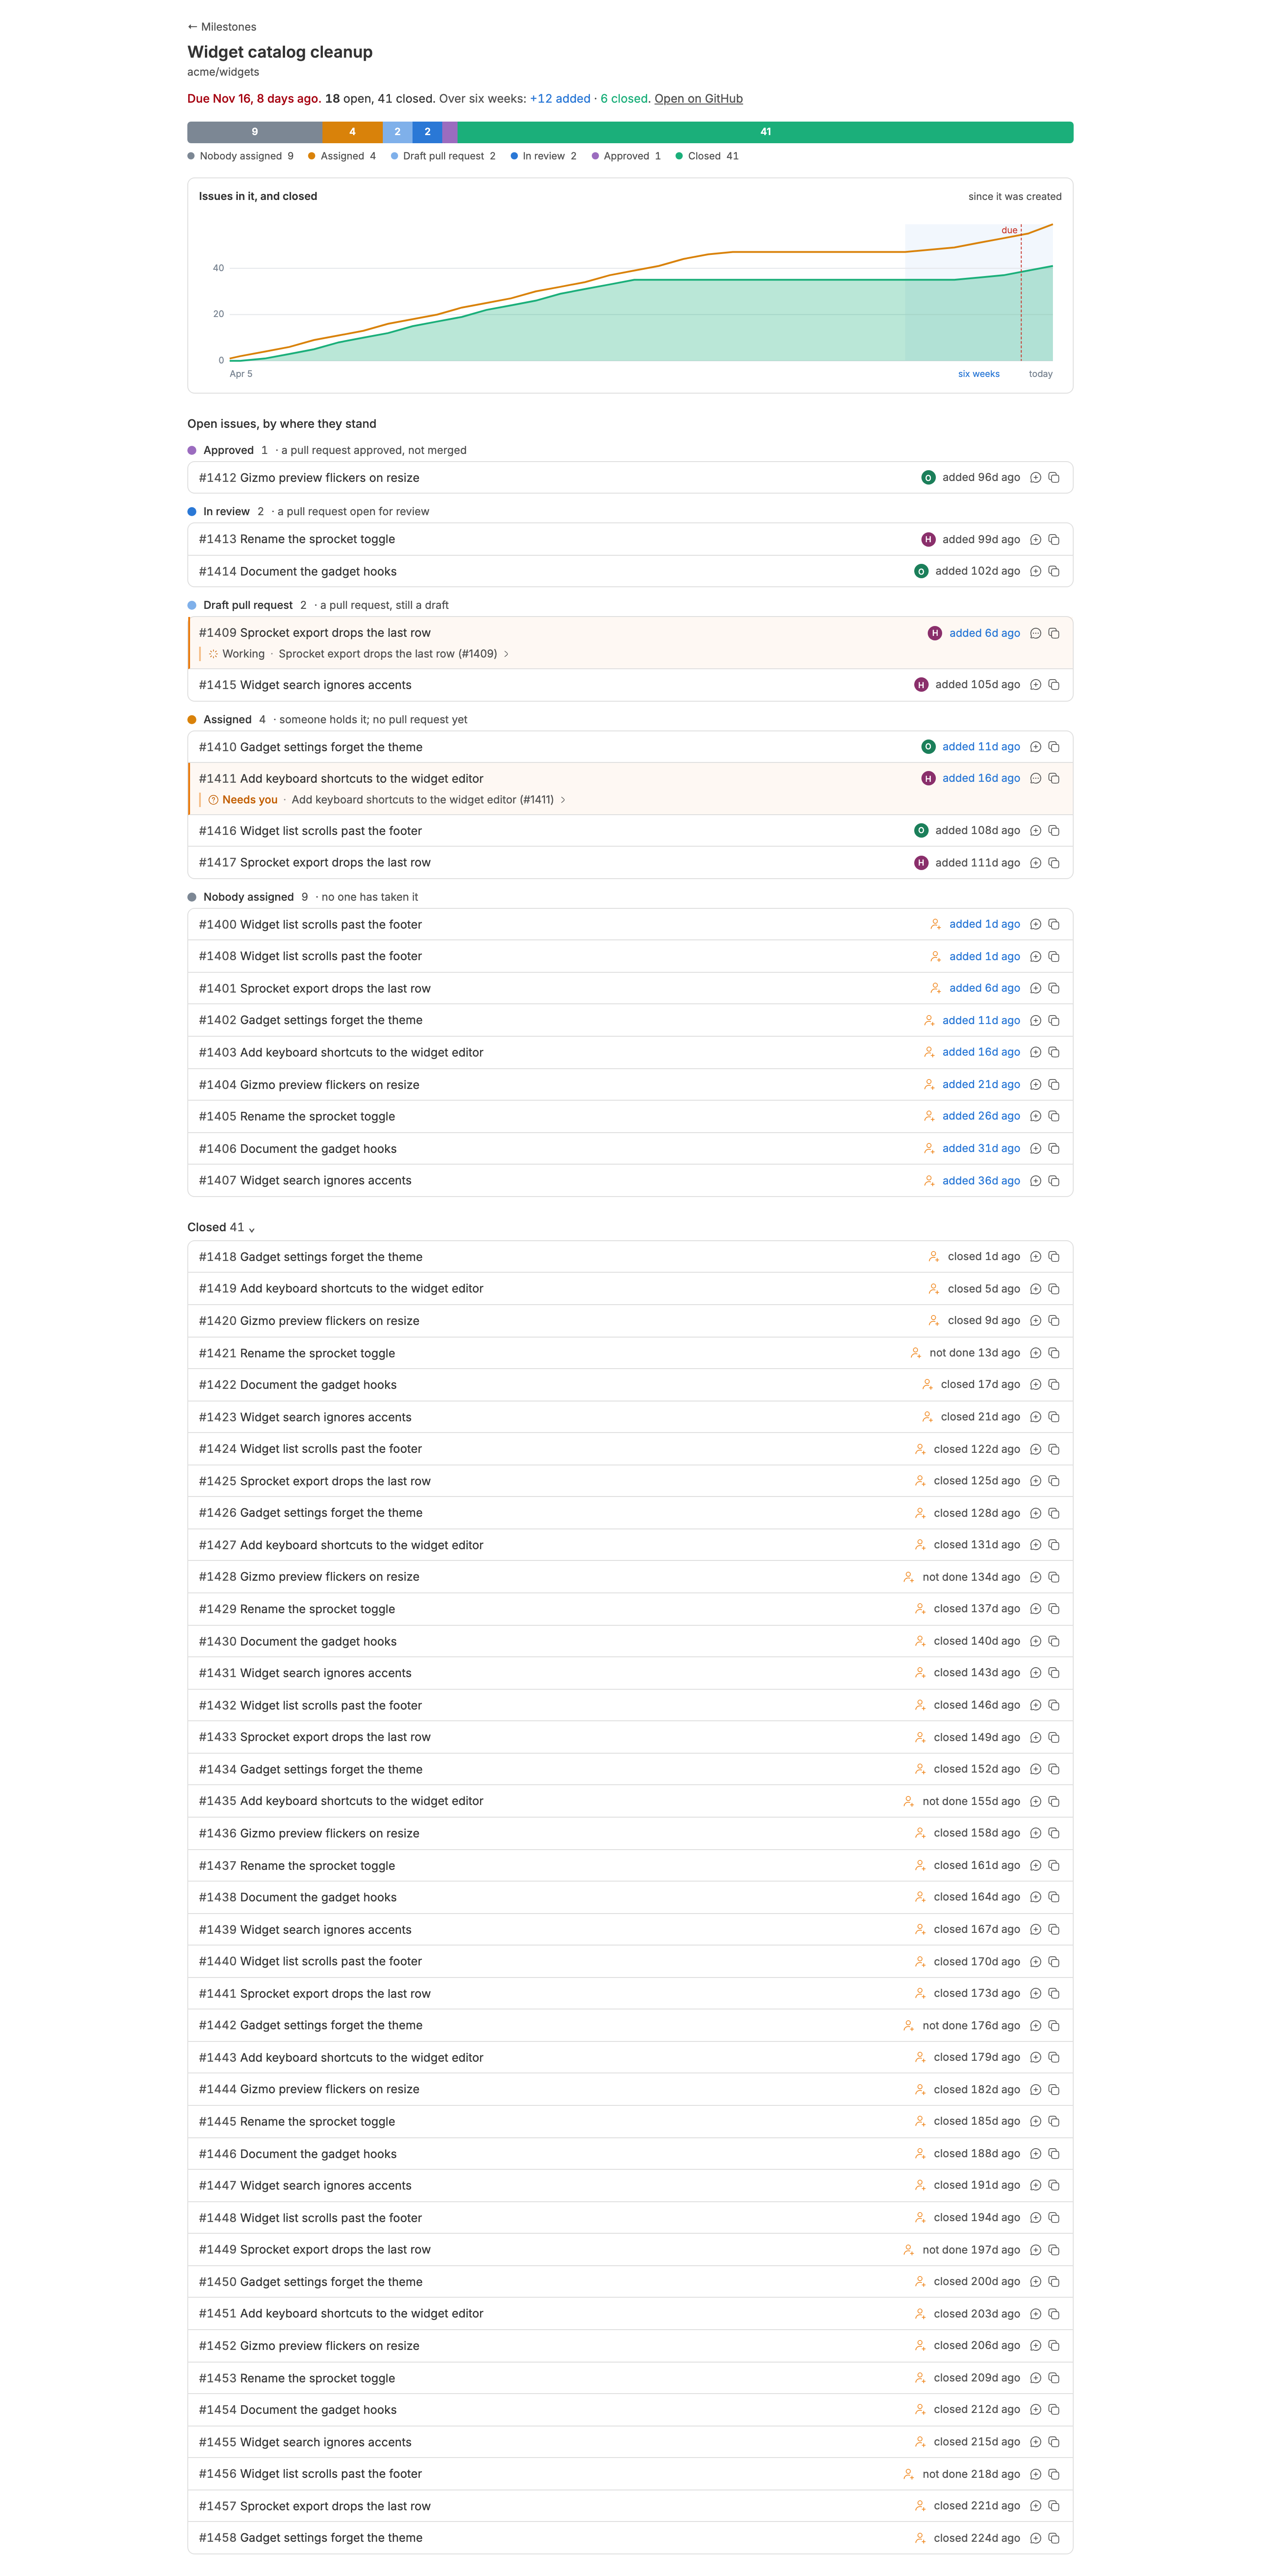 ← Milestones
Widget catalog cleanup
acme/widgets
Due Nov 16, 8 days ago. 18 open, 41 closed. Over six weeks: +12 added · 6 closed. Open on GitHub
9 4 2 2 41
Nobody assigned 9 Assigned 4 Draft pull request 2 In review 2 Approved 1 Closed 41
Issues in it, and closed since it was created
due
40
20
0
Apr 5 six weeks today
Open issues, by where they stand
Approved 1 · a pull request approved, not merged
#1412 Gizmo preview flickers on resize O added 96d ago
In review 2 · a pull request open for review
#1413 Rename the sprocket toggle H added 99d ago
#1414 Document the gadget hooks O added 102d ago
Draft pull request 2 · a pull request, still a draft
#1409 Sprocket export drops the last row H added 6d ago
Working · Sprocket export drops the last row (#1409) >
#1415 Widget search ignores accents H added 105d ago
Assigned 4 · someone holds it; no pull request yet
#1410 Gadget settings forget the theme O added 11d ago
#1411 Add keyboard shortcuts to the widget editor H added 16d ago
Needs you · Add keyboard shortcuts to the widget editor (#1411) >
#1416 Widget list scrolls past the footer O added 108d ago
#1417 Sprocket export drops the last row H added 111d ago
Nobody assigned 9 · no one has taken it
#1400 Widget list scrolls past the footer added 1d ago
#1408 Widget list scrolls past the footer added 1d ago
#1401 Sprocket export drops the last row added 6d ago
#1402 Gadget settings forget the theme added 11d ago
#1403 Add keyboard shortcuts to the widget editor added 16d ago
#1404 Gizmo preview flickers on resize added 21d ago
#1405 Rename the sprocket toggle added 26d ago
#1406 Document the gadget hooks added 31d ago
#1407 Widget search ignores accents added 36d ago
Closed 41
#1418 Gadget settings forget the theme closed 1d ago
#1419 Add keyboard shortcuts to the widget editor closed 5d ago
#1420 Gizmo preview flickers on resize closed 9d ago
#1421 Rename the sprocket toggle not done 13d ago
#1422 Document the gadget hooks closed 17d ago
#1423 Widget search ignores accents closed 21d ago
#1424 Widget list scrolls past the footer closed 122d ago
#1425 Sprocket export drops the last row closed 125d ago
#1426 Gadget settings forget the theme closed 128d ago
#1427 Add keyboard shortcuts to the widget editor closed 131d ago
#1428 Gizmo preview flickers on resize not done 134d ago
#1429 Rename the sprocket toggle closed 137d ago
#1430 Document the gadget hooks closed 140d ago
#1431 Widget search ignores accents closed 143d ago
#1432 Widget list scrolls past the footer closed 146d ago
#1433 Sprocket export drops the last row closed 149d ago
#1434 Gadget settings forget the theme closed 152d ago
#1435 Add keyboard shortcuts to the widget editor not done 155d ago
#1436 Gizmo preview flickers on resize closed 158d ago
#1437 Rename the sprocket toggle closed 161d ago
#1438 Document the gadget hooks closed 164d ago
#1439 Widget search ignores accents closed 167d ago
#1440 Widget list scrolls past the footer closed 170d ago
#1441 Sprocket export drops the last row closed 173d ago
#1442 Gadget settings forget the theme not done 176d ago
#1443 Add keyboard shortcuts to the widget editor closed 179d ago
#1444 Gizmo preview flickers on resize closed 182d ago
#1445 Rename the sprocket toggle closed 185d ago
#1446 Document the gadget hooks closed 188d ago
#1447 Widget search ignores accents closed 191d ago
#1448 Widget list scrolls past the footer closed 194d ago
#1449 Sprocket export drops the last row not done 197d ago
#1450 Gadget settings forget the theme closed 200d ago
#1451 Add keyboard shortcuts to the widget editor closed 203d ago
#1452 Gizmo preview flickers on resize closed 206d ago
#1453 Rename the sprocket toggle closed 209d ago
#1454 Document the gadget hooks closed 212d ago
#1455 Widget search ignores accents closed 215d ago
#1456 Widget list scrolls past the footer not done 218d ago
#1457 Sprocket export drops the last row closed 221d ago
#1458 Gadget settings forget the theme closed 224d ago